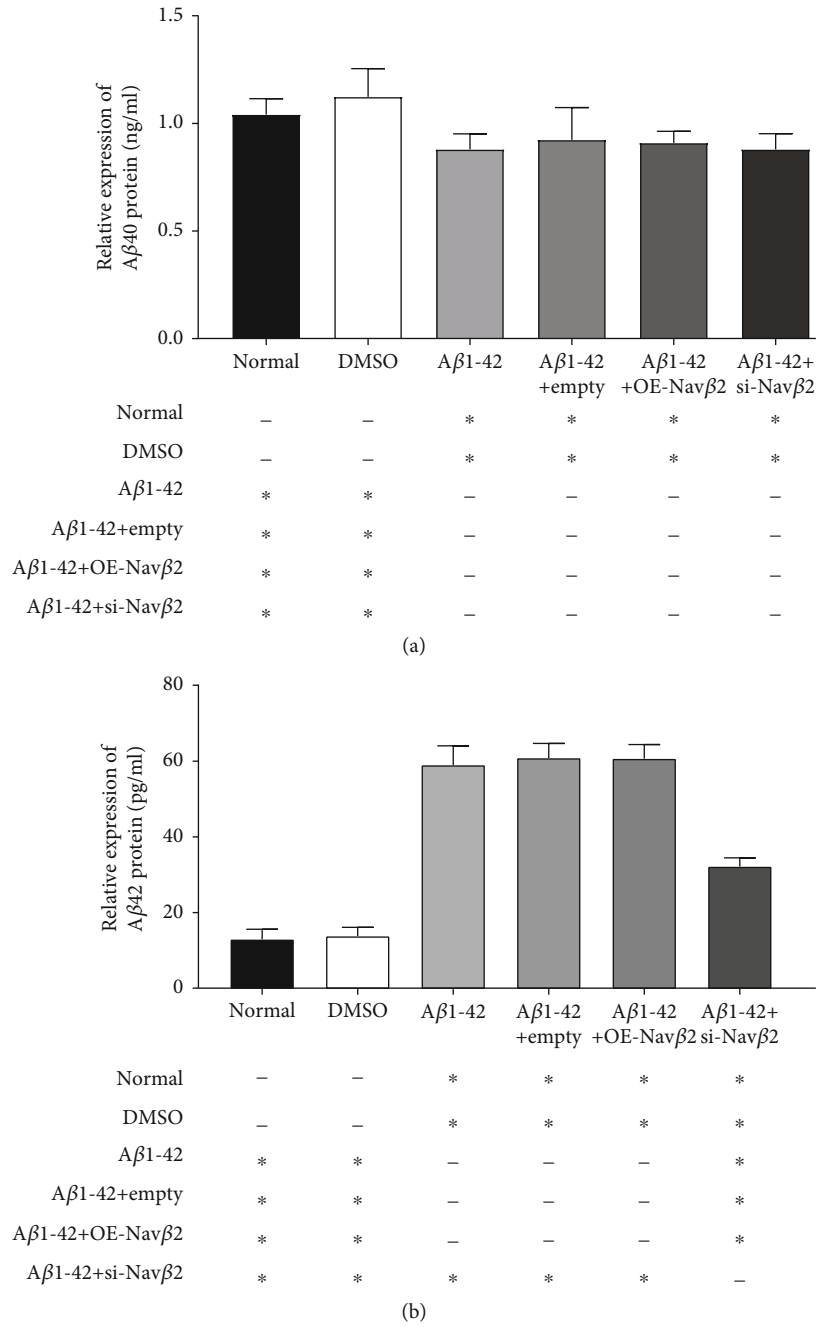 Relative expression of
Aβ40 protein (ng/ml)
1.5
1.0
0.5
0.0
Normal DMSO Aβ1-42 Aβ1-42 Aβ1-42 Aβ1-42+
+empty +OE-Navβ2 si-Navβ2
Normal – – * * * *
DMSO – – * * * *
Aβ1-42 * * – – – –
Aβ1-42+empty * * – – – –
Aβ1-42+OE-Navβ2 * * – – – –
Aβ1-42+si-Navβ2 * * – – – –
(a)
Relative expression of
Aβ42 protein (pg/ml)
80
60
40
20
0
Normal DMSO Aβ1-42 Aβ1-42 Aβ1-42 Aβ1-42+
+empty +OE-Navβ2 si-Navβ2
Normal – – * * * *
DMSO – – * * * *
Aβ1-42 * * – – – *
Aβ1-42+empty * * – – – *
Aβ1-42+OE-Navβ2 * * – – – *
Aβ1-42+si-Navβ2 * * * * * –
(b)